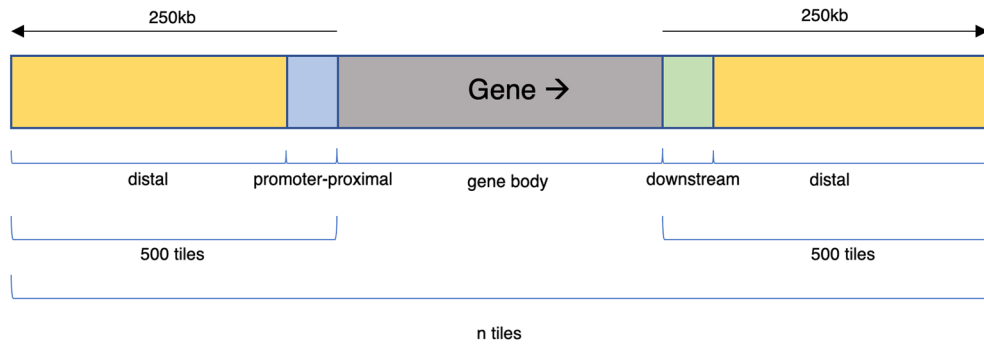 250kb
250kb
Gene →
distal
promoter-proximal
gene body
downstream
distal
500 tiles
500 tiles
n tiles